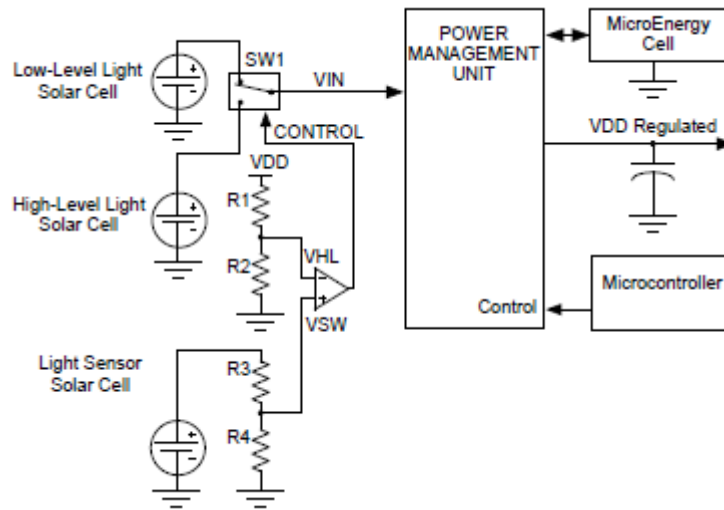 Low-Level Light
Solar Cell
SW1
VIN
POWER
MANAGEMENT
UNIT
MicroEnergy
Cell
CONTROL
VDD Regulated
VDD
High-Level Light
Solar Cell
R1
R2
VHL
VSW
Control
Microcontroller
Light Sensor
Solar Cell
R3
R4